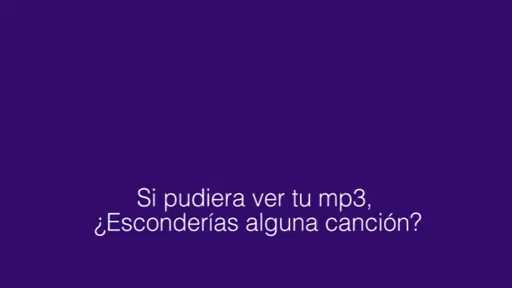 Si pudiera ver tu mp3,
¿Esconderías alguna canción?